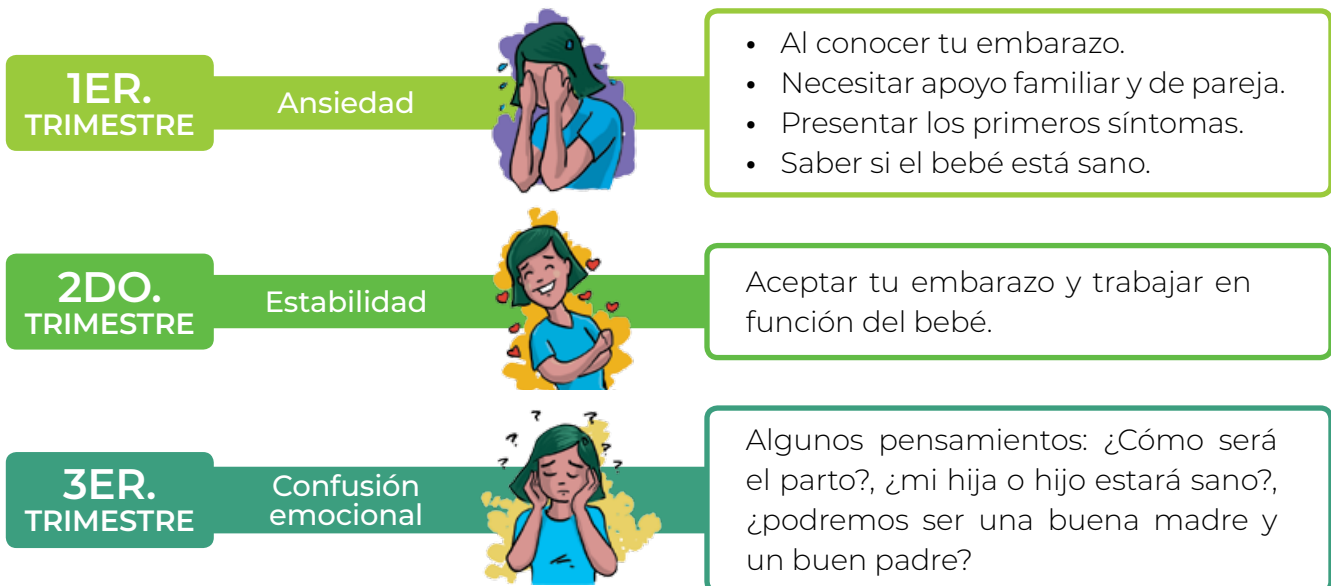 1ER.
TRIMESTRE
Ansiedad
• Al conocer tu embarazo.
• Necesitar apoyo familiar y de pareja.
• Presentar los primeros síntomas.
• Saber si el bebé está sano.
2DO.
TRIMESTRE
Estabilidad
Aceptar tu embarazo y trabajar en
función del bebé.
3ER.
TRIMESTRE
Confusión
emocional
? ? ? ? ? ?
Algunos pensamientos: ¿Cómo será
el parto?, ¿mi hija o hijo estará sano?,
¿podremos ser una buena madre y
un buen padre?